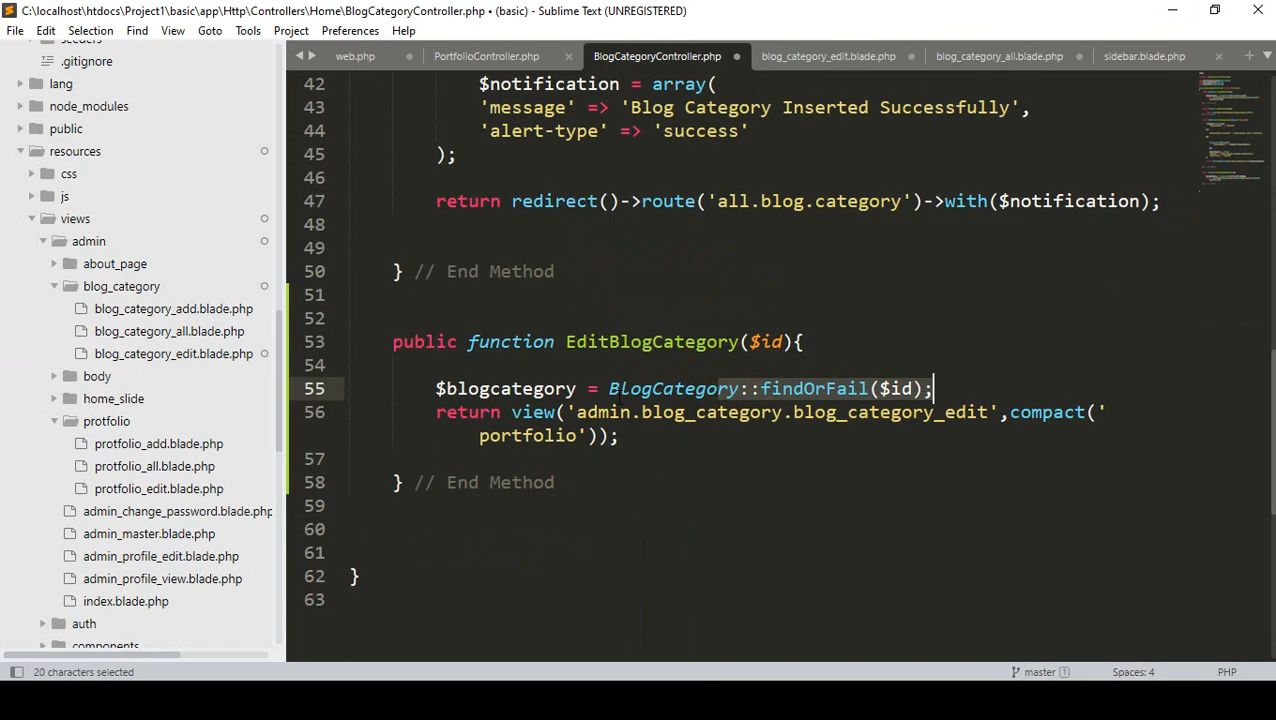 C:\localhost\htdocs\Project1\basic\app\Http\Controllers\Home\BlogCategoryController.php • (basic) - Sublime Text (UNREGISTERED)
File Edit Selection Find View Goto Tools Project Preferences Help
web.php PortfolioController.php BlogCategoryController.php blog_category_edit.blade.php blog_category_all.blade.php sidebar.blade.php
.gitignore
lang
node_modules
public
resources
css
js
views
admin
about_page
blog_category
blog_category_add.blade.php
blog_category_all.blade.php
blog_category_edit.blade.php
body
home_slide
protfolio
protfolio_add.blade.php
protfolio_all.blade.php
protfolio_edit.blade.php
admin_change_password.blade.php
admin_master.blade.php
admin_profile_edit.blade.php
admin_profile_view.blade.php
index.blade.php
auth
components
42 $notification = array(
43 'message' => 'Blog Category Inserted Successfully',
44 'alert-type' => 'success'
45 );
46
47 return redirect()->route('all.blog.category')->with($notification);
48
49
50 } // End Method
51
52
53 public function EditBlogCategory($id){
54
55 $blogcategory = BlogCategory::findOrFail($id);
56 return view('admin.blog_category.blog_category_edit',compact('
portfolio'));
57
58 } // End Method
59
60
61
62 }
63
20 characters selected master 1 Spaces: 4 PHP